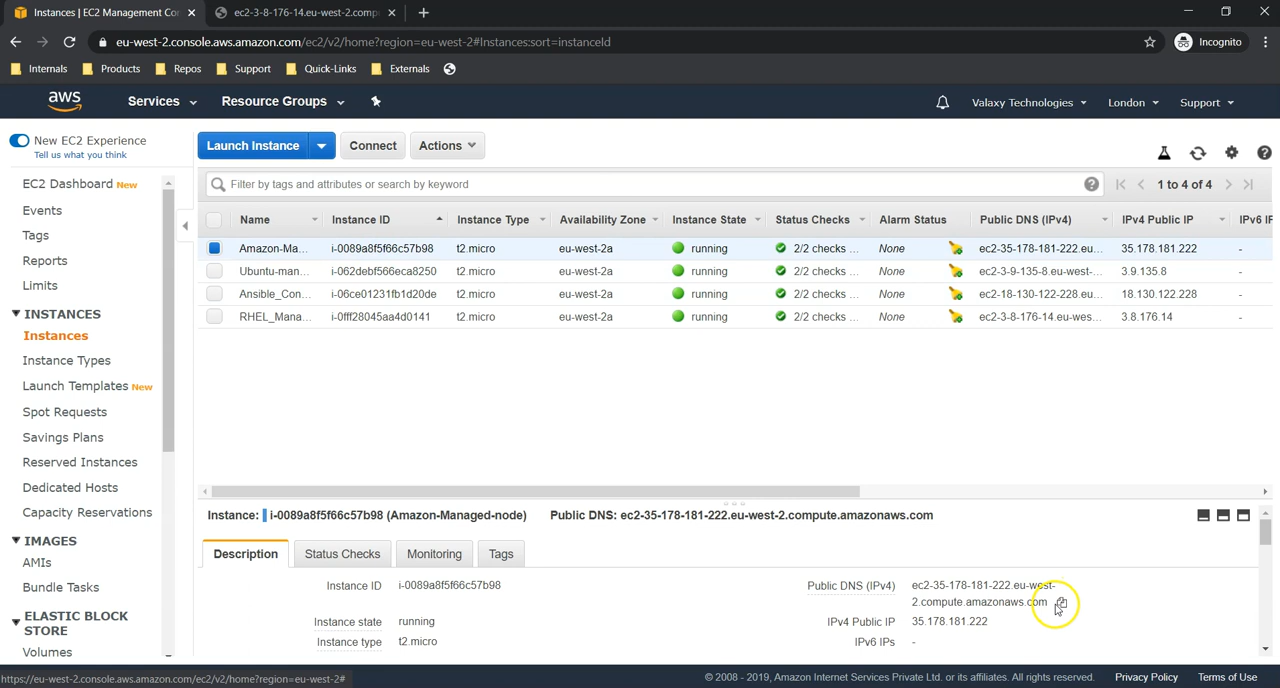 Instances | EC2 Management Co
ec2-3-8-176-14.eu-west-2.comp
eu-west-2.console.aws.amazon.com/ec2/v2/home?region=eu-west-2#Instances:sort=instanceId
Incognito
Internals
Products
Repos
Support
Quick-Links
Externals
aws
Services
Resource Groups
Valaxy Technologies
London
Support
New EC2 Experience
Tell us what you think
Launch Instance
Connect
Actions
EC2 Dashboard New
Events
Tags
Reports
Limits
INSTANCES
Instances
Instance Types
Launch Templates New
Spot Requests
Savings Plans
Reserved Instances
Dedicated Hosts
Capacity Reservations
IMAGES
AMIs
Bundle Tasks
ELASTIC BLOCK
STORE
Volumes
Filter by tags and attributes or search by keyword
1 to 4 of 4
Name Instance ID Instance Type Availability Zone Instance State Status Checks Alarm Status Public DNS (IPv4) IPv4 Public IP IPv6 IF
Amazon-Ma... i-0089a8f5f66c57b98 t2.micro eu-west-2a running 2/2 checks ... None ec2-35-178-181-222.eu... 35.178.181.222 -
Ubuntu-man... i-062debf566eca8250 t2.micro eu-west-2a running 2/2 checks ... None ec2-3-9-135-8.eu-west-... 3.9.135.8 -
Ansible_Con... i-06ce01231fb1d20de t2.micro eu-west-2a running 2/2 checks ... None ec2-18-130-122-228.eu... 18.130.122.228 -
RHEL_Mana... i-0fff28045aa4d0141 t2.micro eu-west-2a running 2/2 checks ... None ec2-3-8-176-14.eu-wes... 3.8.176.14 -
Instance: i-0089a8f5f66c57b98 (Amazon-Managed-node) Public DNS: ec2-35-178-181-222.eu-west-2.compute.amazonaws.com
Description
Status Checks
Monitoring
Tags
Instance ID i-0089a8f5f66c57b98
Public DNS (IPv4) ec2-35-178-181-222.eu-west-
2.compute.amazonaws.com
Instance state running
IPv4 Public IP 35.178.181.222
Instance type t2.micro
IPv6 IPs -
https://eu-west-2.console.aws.amazon.com/ec2/v2/home?region=eu-west-2#
© 2008 - 2019, Amazon Internet Services Private Ltd. or its affiliates. All rights reserved.
Privacy Policy
Terms of Use